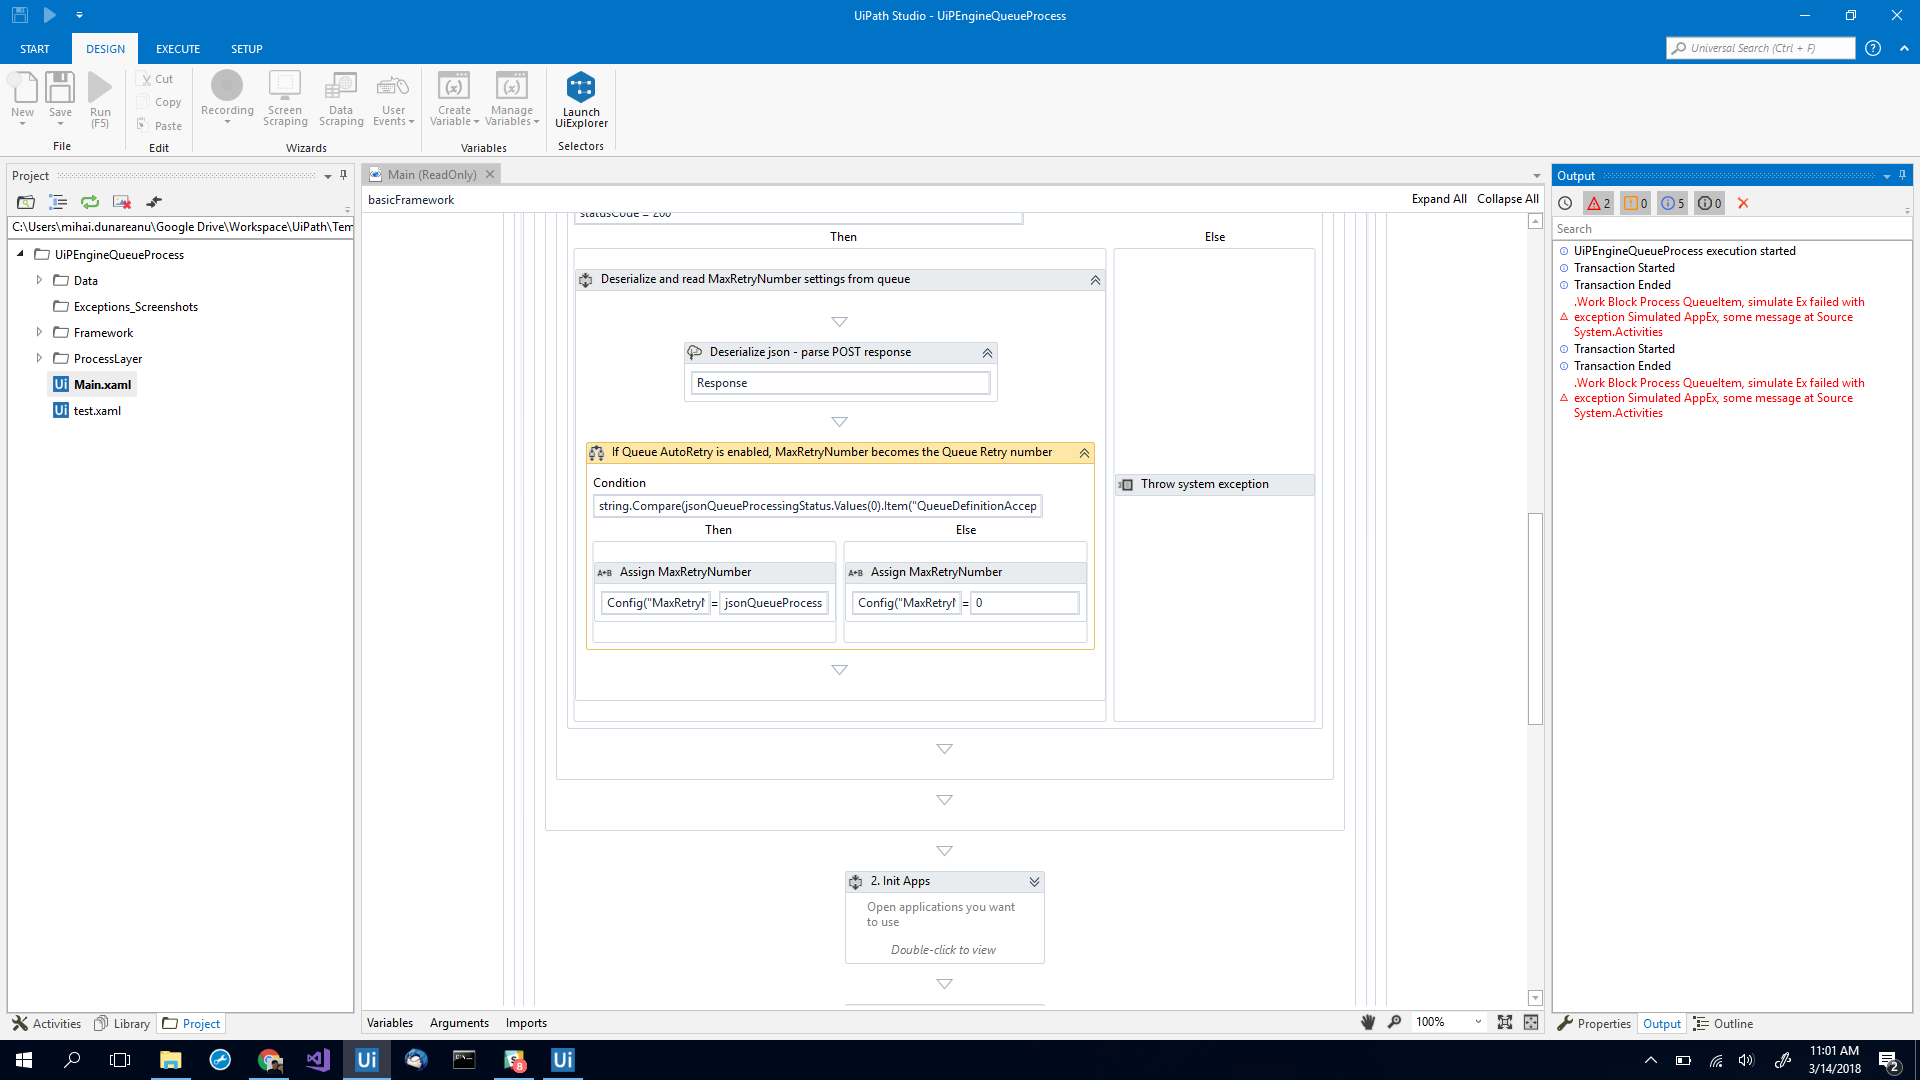 UiPath Studio - UiPEngineQueueProcess
START DESIGN EXECUTE SETUP
Universal Search (Ctrl + F)
New
Save
Run
(F5)
File
Cut
Copy
Paste
Edit
Recording
Screen
Scraping
Data
Scraping
User
Events
Wizards
Create
Variable
Manage
Variables
Variables
Launch
UiExplorer
Selectors
Project
C:\Users\mihai.dunareanu\Google Drive\Workspace\UiPath\Tem
UiPEngineQueueProcess
Data
Exceptions_Screenshots
Framework
ProcessLayer
Ui Main.xaml
Ui test.xaml
Activities Library Project
Main (ReadOnly)
basicFramework
Expand All Collapse All
statusCode = 200
Then Else
Deserialize and read MaxRetryNumber settings from queue
Deserialize json - parse POST response
Response
If Queue AutoRetry is enabled, MaxRetryNumber becomes the Queue Retry number
Condition
string.Compare(jsonQueueProcessingStatus.Values(0).Item("QueueDefinitionAccep
Then Else
A+B Assign MaxRetryNumber
Config("MaxRetryN = jsonQueueProcess
A+B Assign MaxRetryNumber
Config("MaxRetryN = 0
Throw system exception
2. Init Apps
Open applications you want
to use
Double-click to view
Variables Arguments Imports
100%
Output
2 0 5 0
Search
UiPEngineQueueProcess execution started
Transaction Started
Transaction Ended
.Work Block Process QueueItem, simulate Ex failed with
exception Simulated AppEx, some message at Source
System.Activities
Transaction Started
Transaction Ended
.Work Block Process QueueItem, simulate Ex failed with
exception Simulated AppEx, some message at Source
System.Activities
Properties Output Outline
Ui
8
Ui
11:01 AM
3/14/2018
2